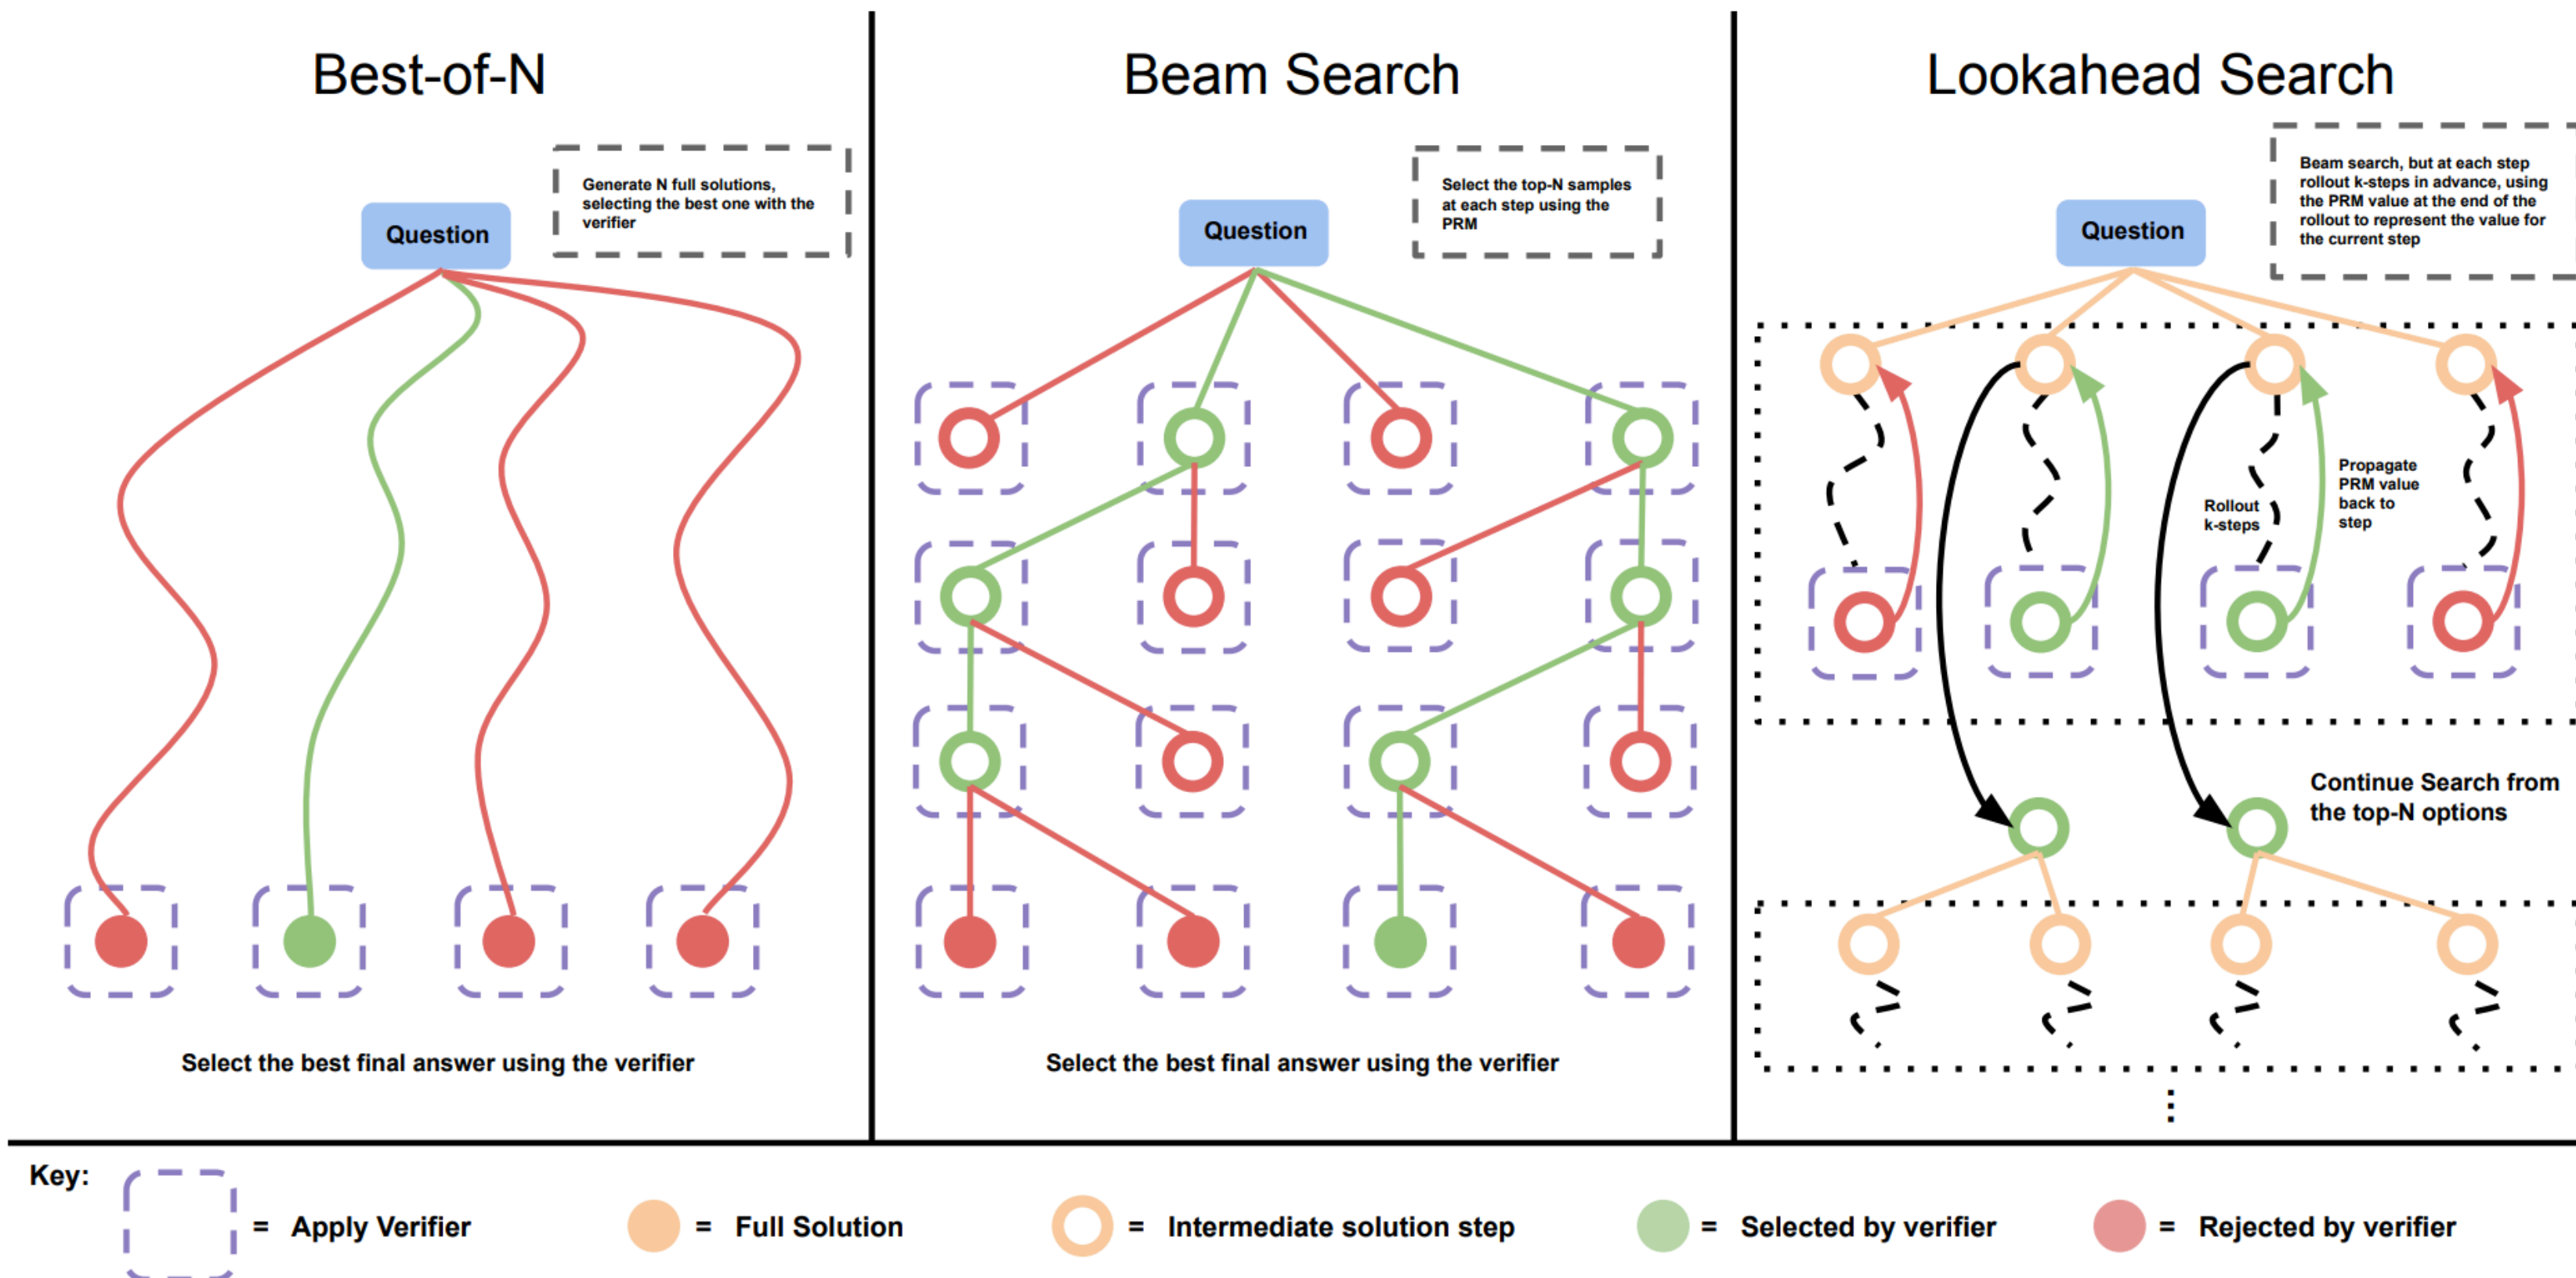 Best-of-N
Generate N full solutions,
selecting the best one with the
verifier
Question
Select the best final answer using the verifier
Beam Search
Select the top-N samples
at each step using the
PRM
Question
Select the best final answer using the verifier
Lookahead Search
Beam search, but at each step
rollout k-steps in advance, using
the PRM value at the end of the
rollout to represent the value for
the current step
Question
Propagate
PRM value
back to
step
Rollout
k-steps
Continue Search from
the top-N options
Key:
= Apply Verifier
= Full Solution
= Intermediate solution step
= Selected by verifier
= Rejected by verifier